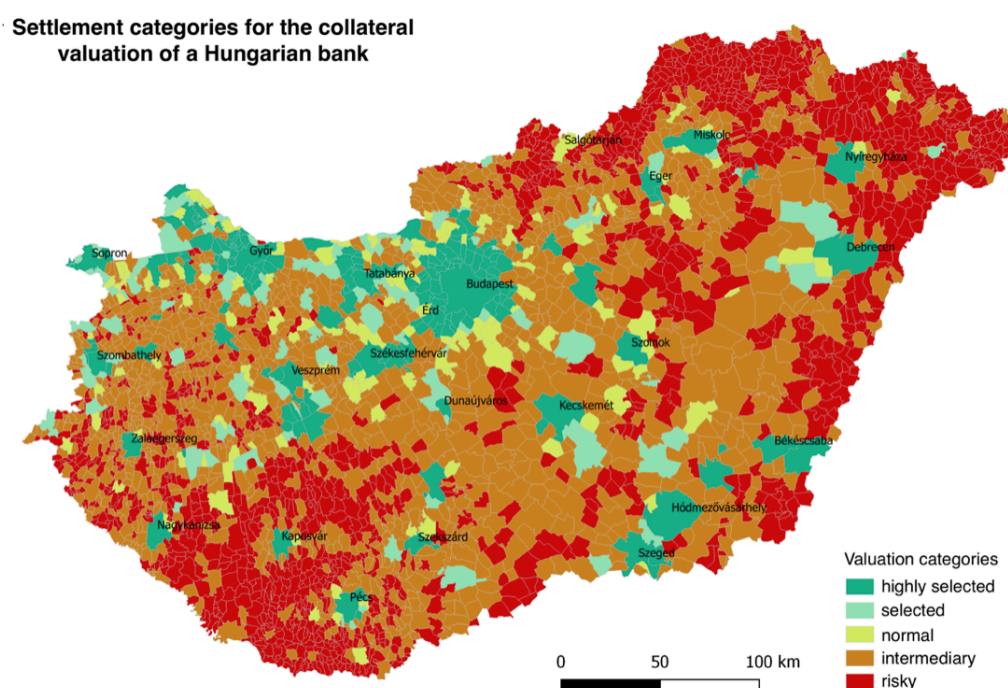 Settlement categories for the collateral
valuation of a Hungarian bank
Salgótarján
Miskolc
Nyíregyháza
Eger
Sopron
Győr
Debrecen
Tatabánya
Budapest
Érd
Szombathely
Székesfehérvár
Szolnok
Veszprém
Dunaújváros
Kecskemét
Zalaegerszeg
Békéscsaba
Hódmezővásárhely
Nagykanizsa
Kaposvár
Szekszárd
Szeged
Pécs
Valuation categories
highly selected
selected
normal
intermediary
risky
0 50 100 km